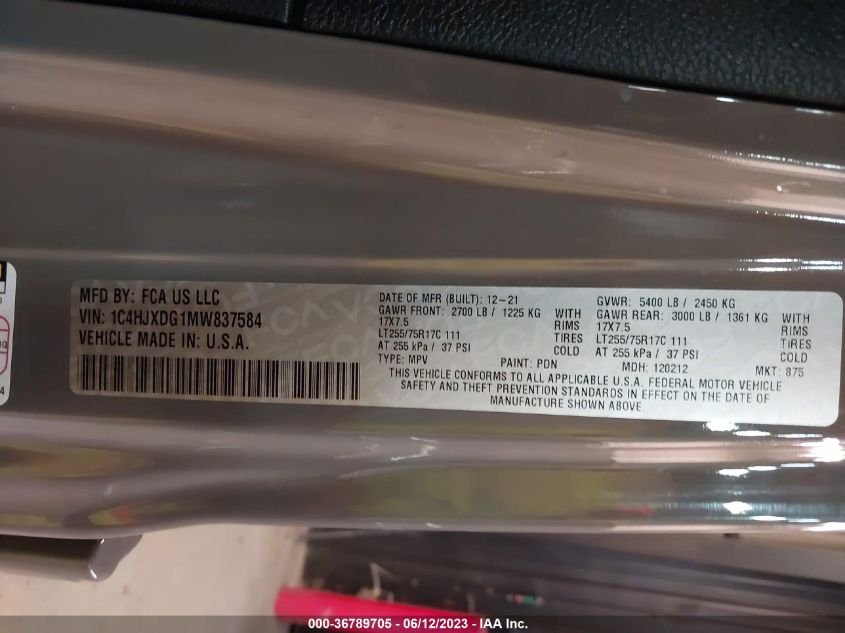 MFD BY: FCA US LLC
VIN: 1C4HJXDG1MW837584
VEHICLE MADE IN: U.S.A.
DATE OF MFR (BUILT): 12-21
GAWR FRONT: 2700 LB / 1225 KG WITH
17X7.5 RIMS
LT255/75R17C 111 TIRES
AT 255 kPa / 37 PSI COLD
TYPE: MPV PAINT: PDN
GVWR: 5400 LB / 2450 KG
GAWR REAR: 3000 LB / 1361 KG WITH
17X7.5 RIMS
LT255/75R17C 111 TIRES
AT 255 kPa / 37 PSI COLD
MDH: 120212 MKT: 875
THIS VEHICLE CONFORMS TO ALL APPLICABLE U.S.A. FEDERAL MOTOR VEHICLE
SAFETY AND THEFT PREVENTION STANDARDS IN EFFECT ON THE DATE OF
MANUFACTURE SHOWN ABOVE.
000-36789705 - 06/12/2023 - IAA Inc.